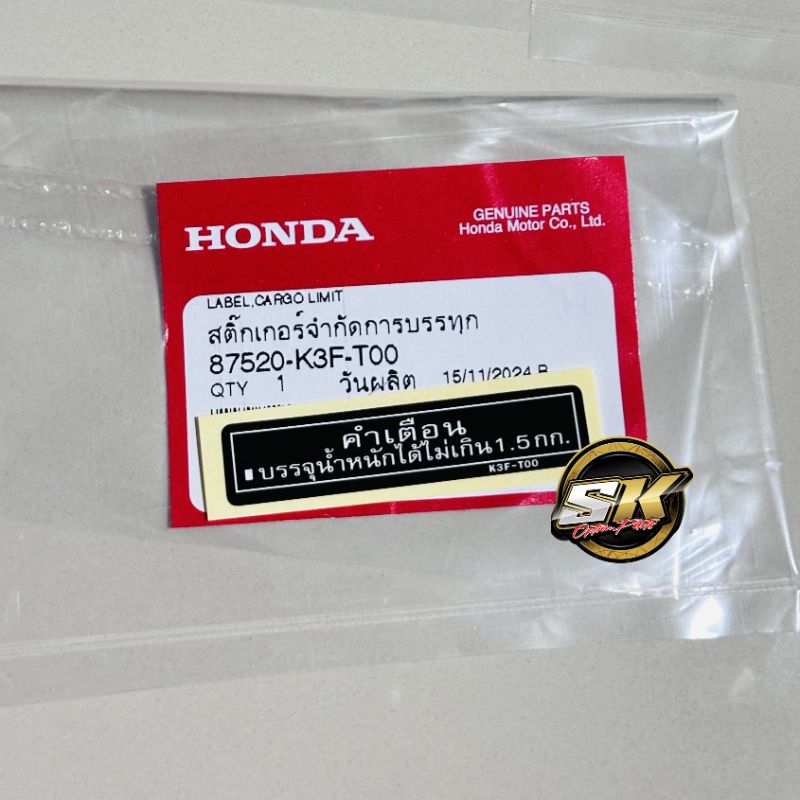 HONDA
GENUINE PARTS
Honda Motor Co., Ltd.
LABEL,CARGO LIMIT
สติ๊กเกอร์จำกัดการบรรทุก
87520-K3F-T00
QTY 1 วันผลิต 15/11/2024 B
คำเตือน
บรรจุน้ำหนักได้ไม่เกิน 1.5 กก.
K3F-T00
SK
Option Parts